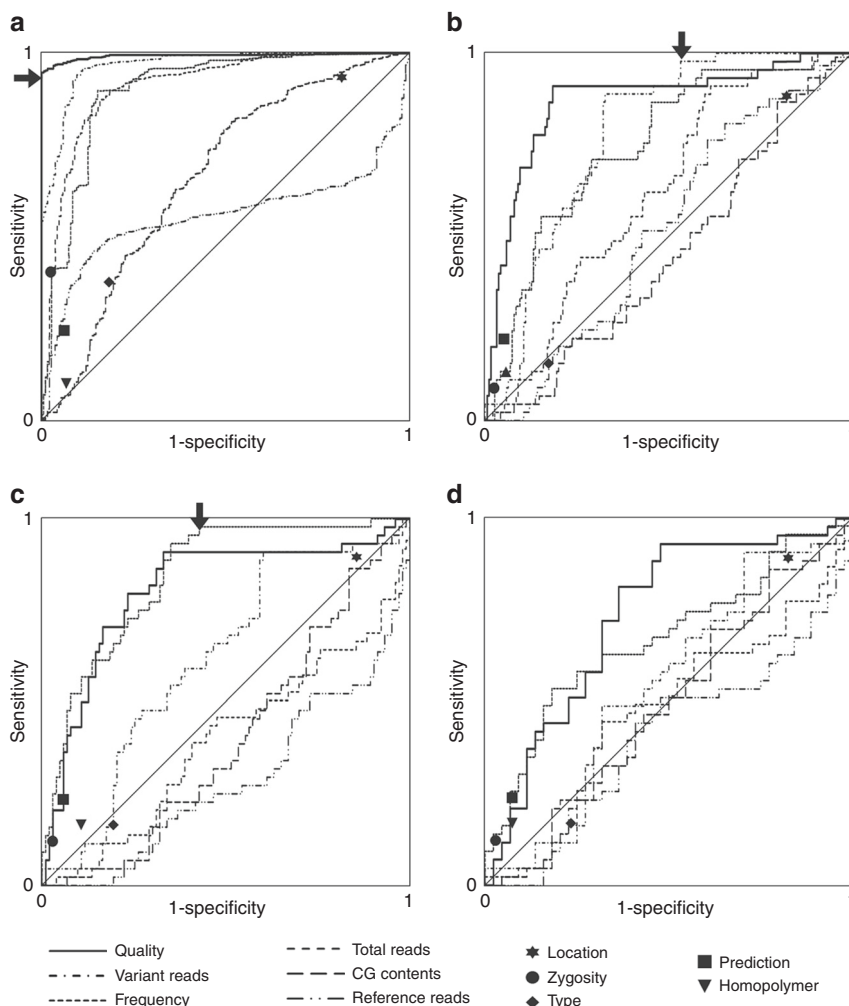 a
b
1
1
Sensitivity
Sensitivity
0
0
0
1-specificity
1
0
1-specificity
1
c
d
1
1
Sensitivity
Sensitivity
0
0
0
1-specificity
1
0
1-specificity
1
Quality
Total reads
Location
Prediction
Variant reads
CG contents
Zygosity
Homopolymer
Frequency
Reference reads
Type